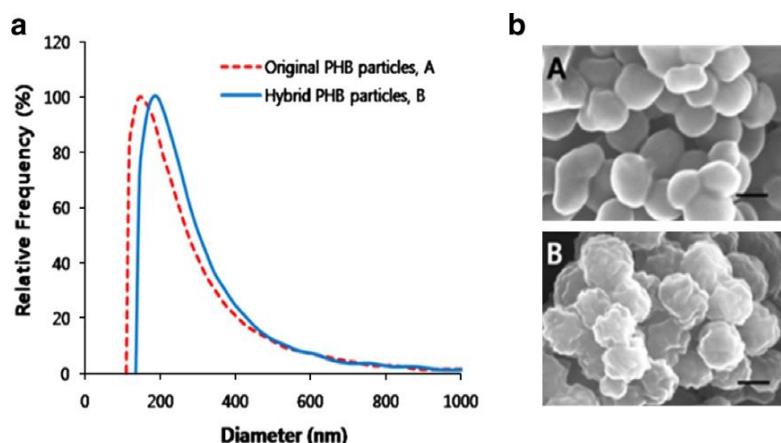 a
b
120
100
80
60
40
20
0
Relative Frequency (%)
Original PHB particles, A
Hybrid PHB particles, B
0 200 400 600 800 1000
Diameter (nm)
A
B